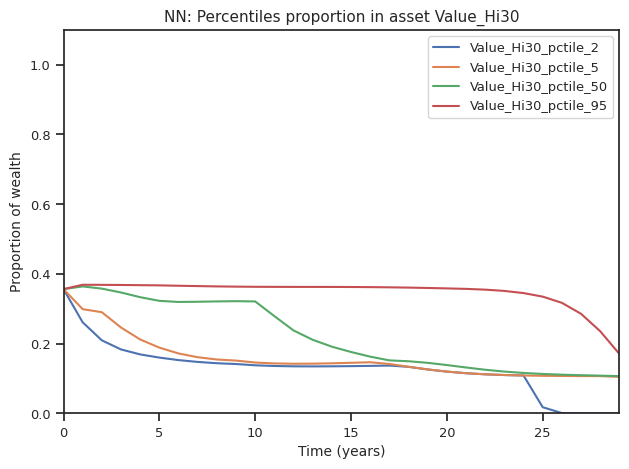 NN: Percentiles proportion in asset Value_Hi30
Value_Hi30_pctile_2
Value_Hi30_pctile_5
Value_Hi30_pctile_50
Value_Hi30_pctile_95
Proportion of wealth
1.0
0.8
0.6
0.4
0.2
0.0
0 5 10 15 20 25
Time (years)